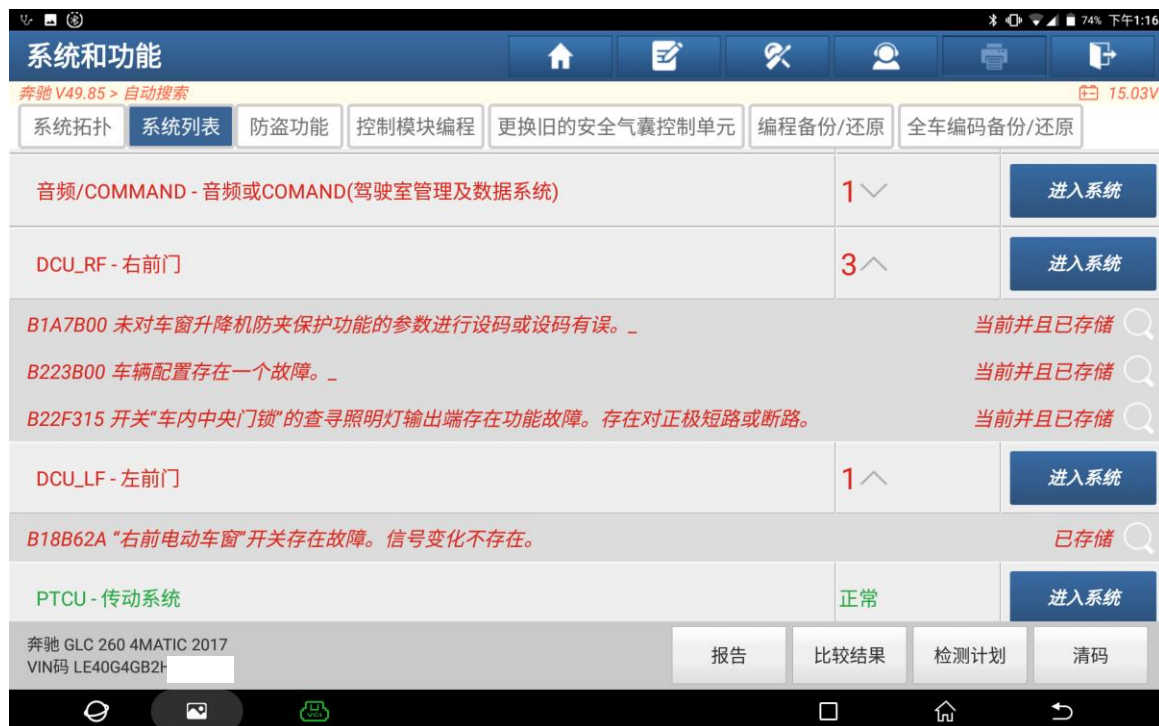 74% 下午1:16
系统和功能
奔驰 V49.85 > 自动搜索
15.03V
系统拓扑 系统列表 防盗功能 控制模块编程 更换旧的安全气囊控制单元 编程备份/还原 全车编码备份/还原
音频/COMMAND - 音频或COMAND(驾驶室管理及数据系统) 1 进入系统
DCU_RF - 右前门 3 进入系统
B1A7B00 未对车窗升降机防夹保护功能的参数进行设码或设码有误。_ 当前并且已存储
B223B00 车辆配置存在一个故障。_ 当前并且已存储
B22F315 开关“车内中央门锁”的查寻照明灯输出端存在功能故障。存在对正极短路或断路。 当前并且已存储
DCU_LF - 左前门 1 进入系统
B18B62A “右前电动车窗”开关存在故障。信号变化不存在。 已存储
PTCU - 传动系统 正常 进入系统
奔驰 GLC 260 4MATIC 2017
VIN码 LE40G4GB2H
报告 比较结果 检测计划 清码
VCI